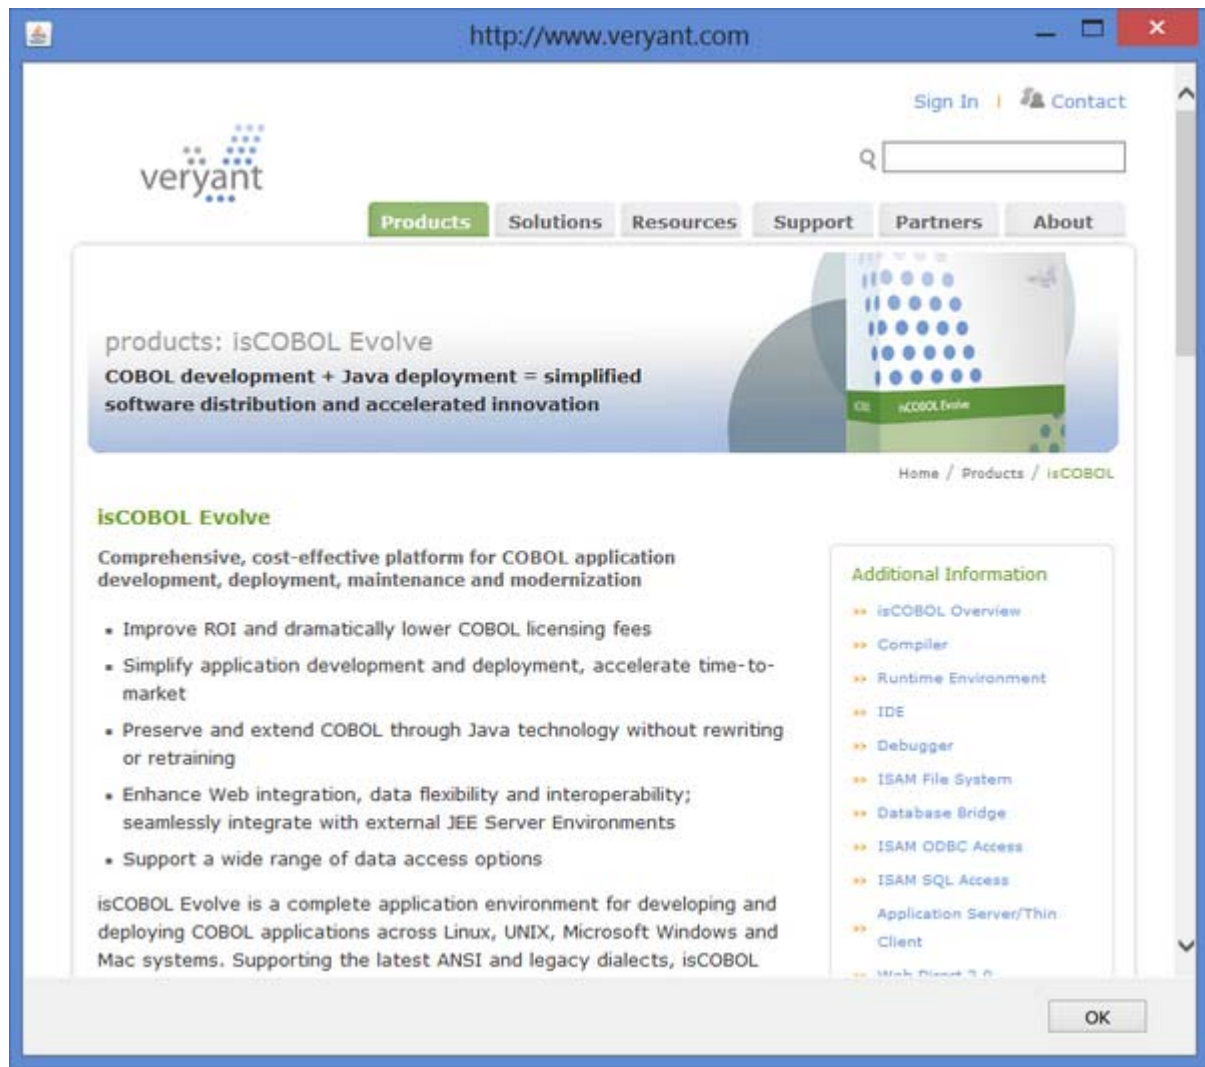 http://www.veryant.com
Sign In
Contact
veryant
Products
Solutions
Resources
Support
Partners
About
products: isCOBOL Evolve
COBOL development + Java deployment = simplified
software distribution and accelerated innovation
isCOBOL Evolve
Home / Products / isCOBOL
isCOBOL Evolve
Comprehensive, cost-effective platform for COBOL application
development, deployment, maintenance and modernization
Improve ROI and dramatically lower COBOL licensing fees
Simplify application development and deployment, accelerate time-to-
market
Preserve and extend COBOL through Java technology without rewriting
or retraining
Enhance Web integration, data flexibility and interoperability;
seamlessly integrate with external JEE Server Environments
Support a wide range of data access options
isCOBOL Evolve is a complete application environment for developing and
deploying COBOL applications across Linux, UNIX, Microsoft Windows and
Mac systems. Supporting the latest ANSI and legacy dialects, isCOBOL
Additional Information
isCOBOL Overview
Compiler
Runtime Environment
IDE
Debugger
ISAM File System
Database Bridge
ISAM ODBC Access
ISAM SQL Access
Application Server/Thin
Client
Web Direct 2.0
OK